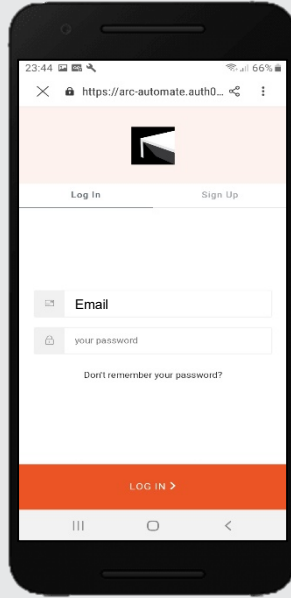 23:44 66%
https://arc-automate.auth0...
Log In Sign Up
Email
your password
Don't remember your password?
LOG IN >